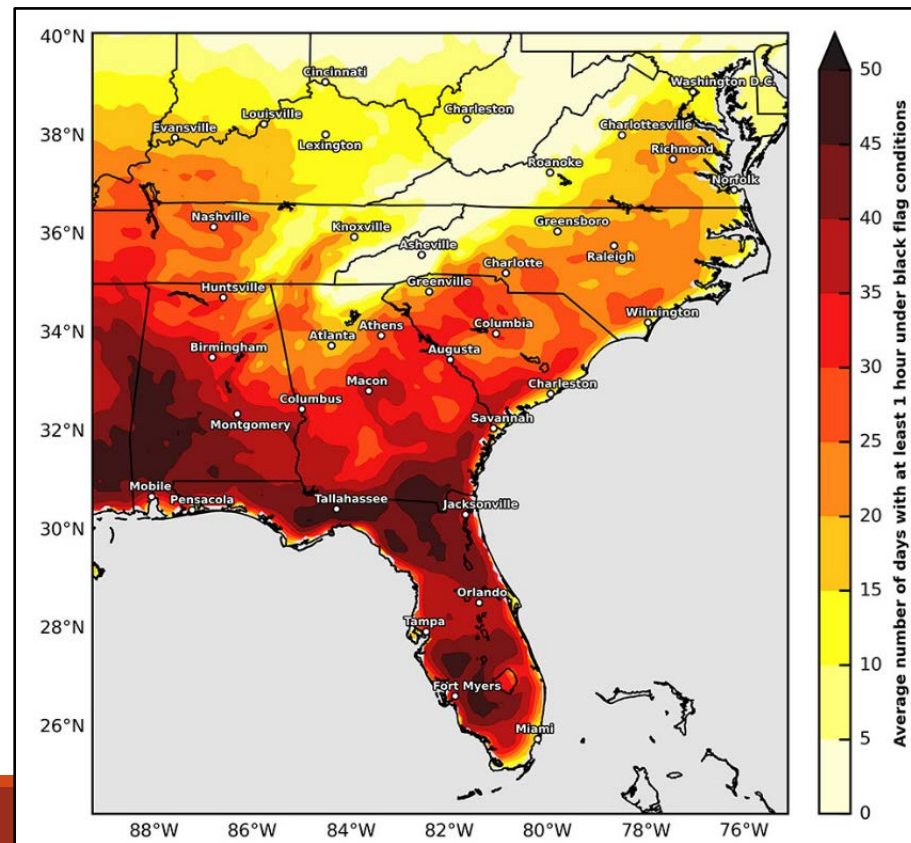 40°N
38°N
36°N
34°N
32°N
30°N
28°N
26°N
88°W 86°W 84°W 82°W 80°W 78°W 76°W
Cincinnati
Washington D.C.
Louisville
Charleston
Evansville
Charlottesville
Lexington
Richmond
Roanoke
Norfolk
Nashville
Knoxville
Greensboro
Asheville
Raleigh
Charlotte
Huntsville
Greenville
Wilmington
Athens
Columbia
Atlanta
Birmingham
Augusta
Macon
Charleston
Columbus
Montgomery
Savannah
Mobile
Pensacola
Tallahassee
Jacksonville
Orlando
Tampa
Fort Myers
Miami
50
45
40
35
30
25
20
15
10
5
0
Average number of days with at least 1 hour under black flag conditions